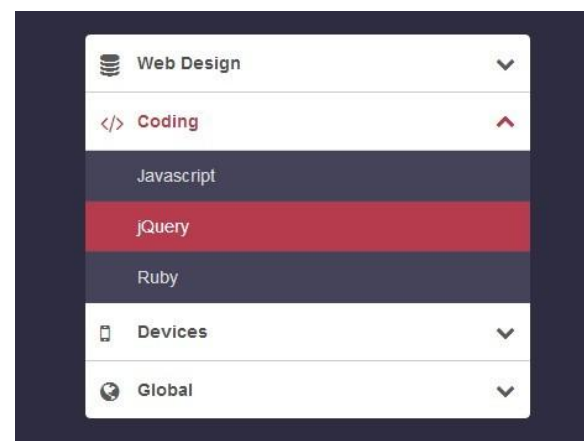 Web Design
Coding
Javascript
jQuery
Ruby
Devices
Global